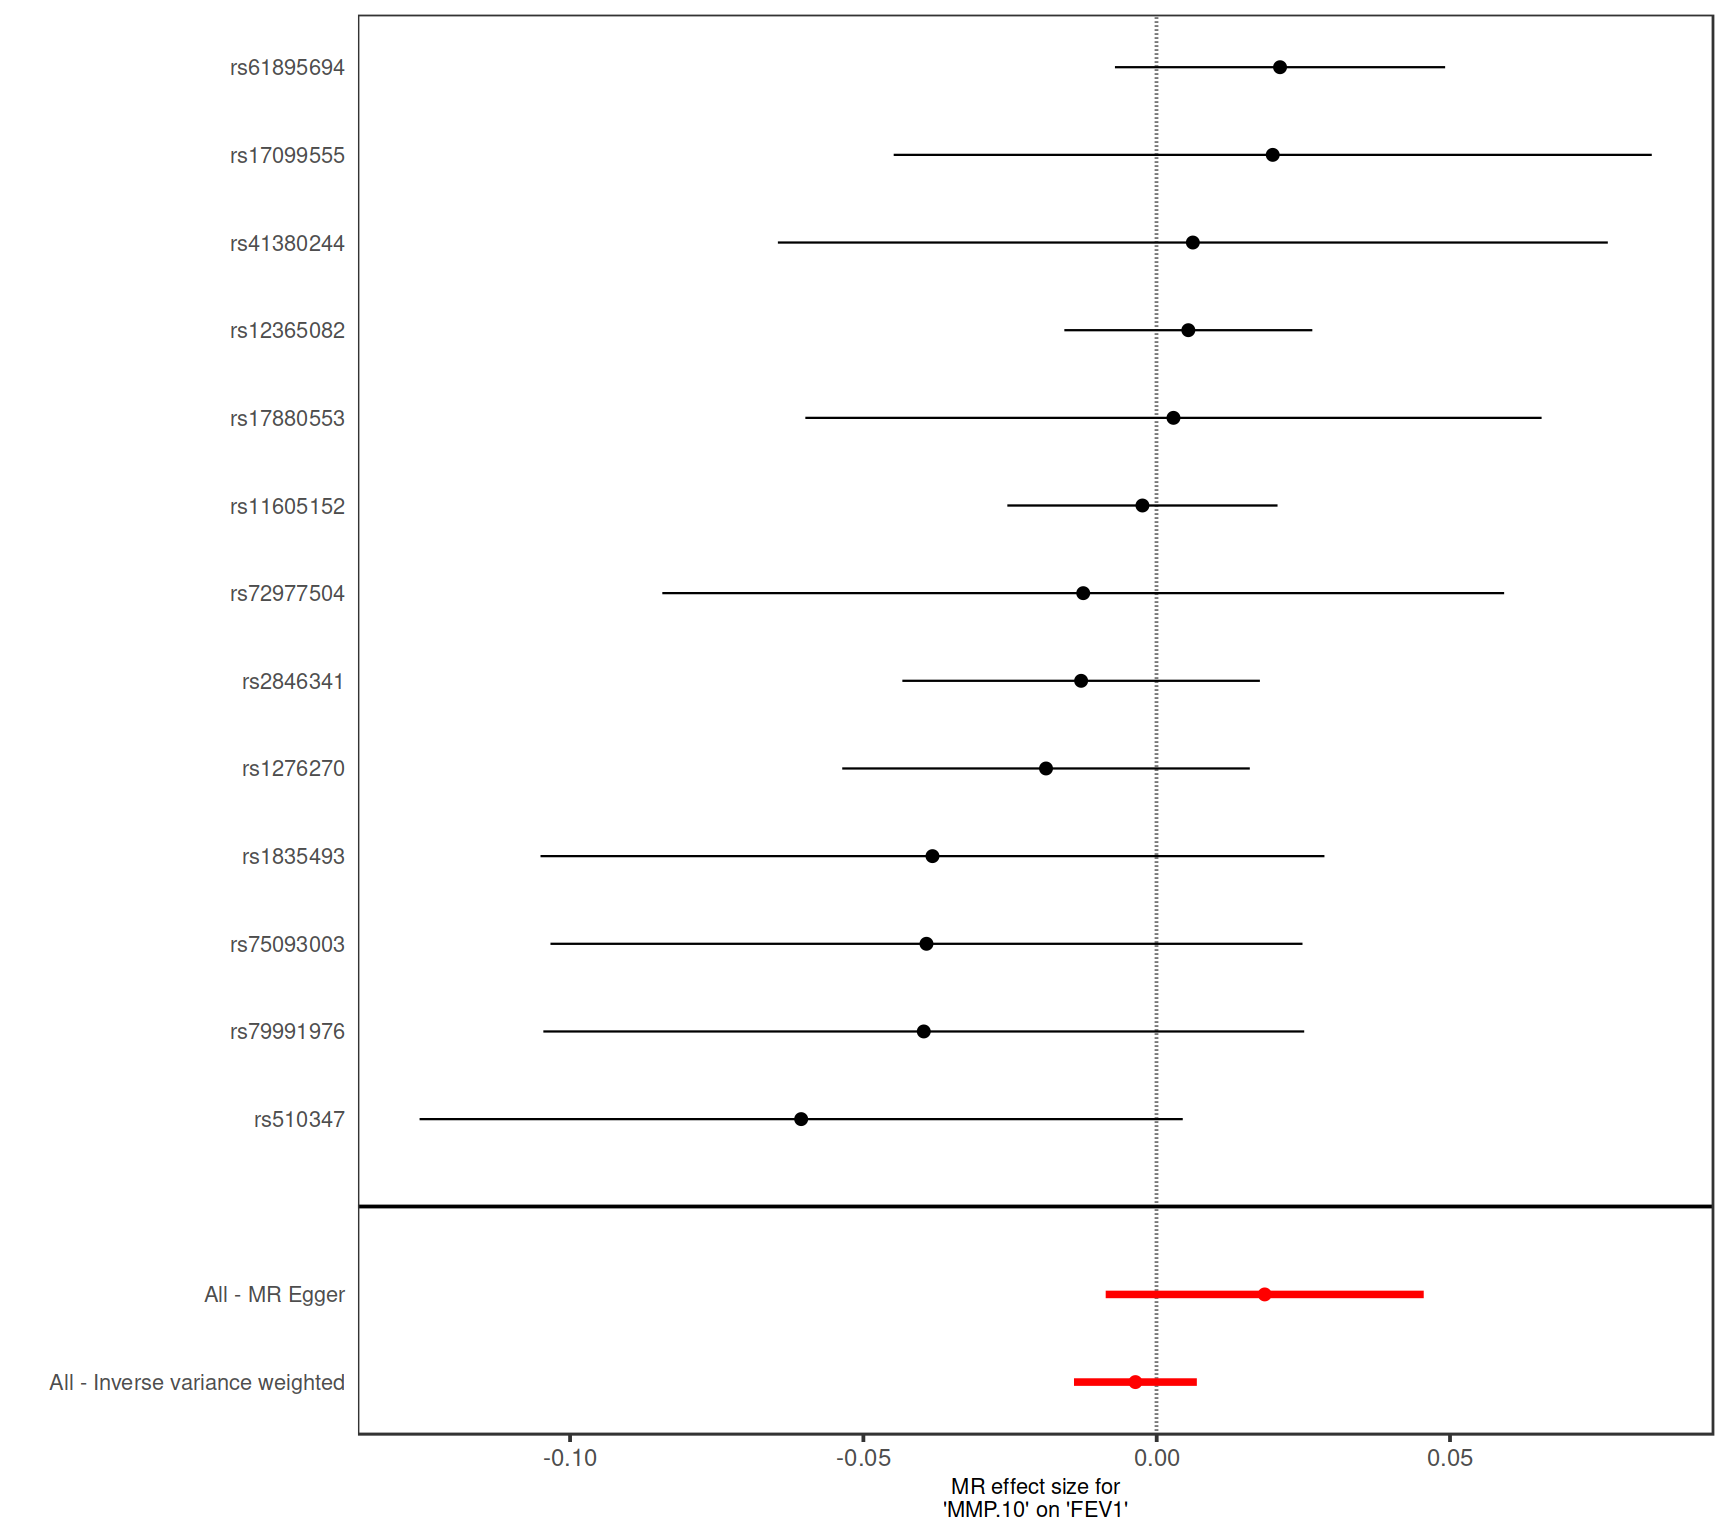 rs61895694
rs17099555
rs41380244
rs12365082
rs17880553
rs11605152
rs72977504
rs2846341
rs1276270
rs1835493
rs75093003
rs79991976
rs510347
All - MR Egger
All - Inverse variance weighted
-0.10 -0.05 0.00 0.05
MR effect size for
'MMP.10' on 'FEV1'